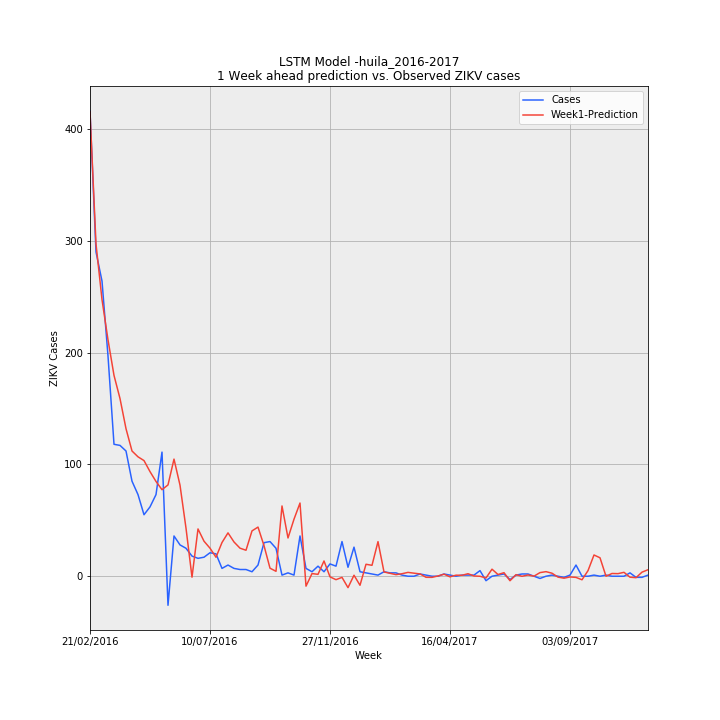 LSTM Model -huila_2016-2017
1 Week ahead prediction vs. Observed ZIKV cases
Cases
Week1-Prediction
400
300
200
100
0
ZIKV Cases
21/02/2016 10/07/2016 27/11/2016 16/04/2017 03/09/2017
Week